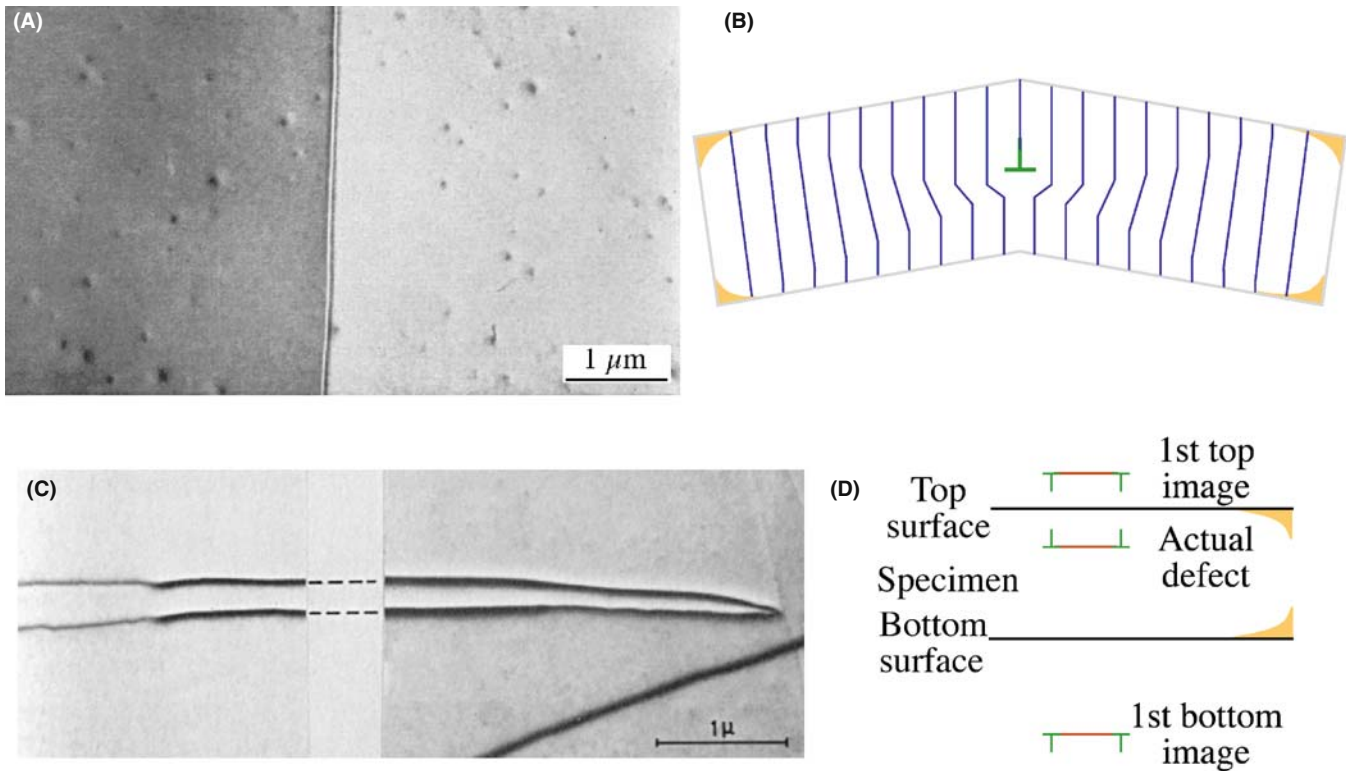 (A)
(B)
1 μm
(C)
1μ
(D)
Top
surface
1st top
image
Actual
defect
Specimen
Bottom
surface
1st bottom
image